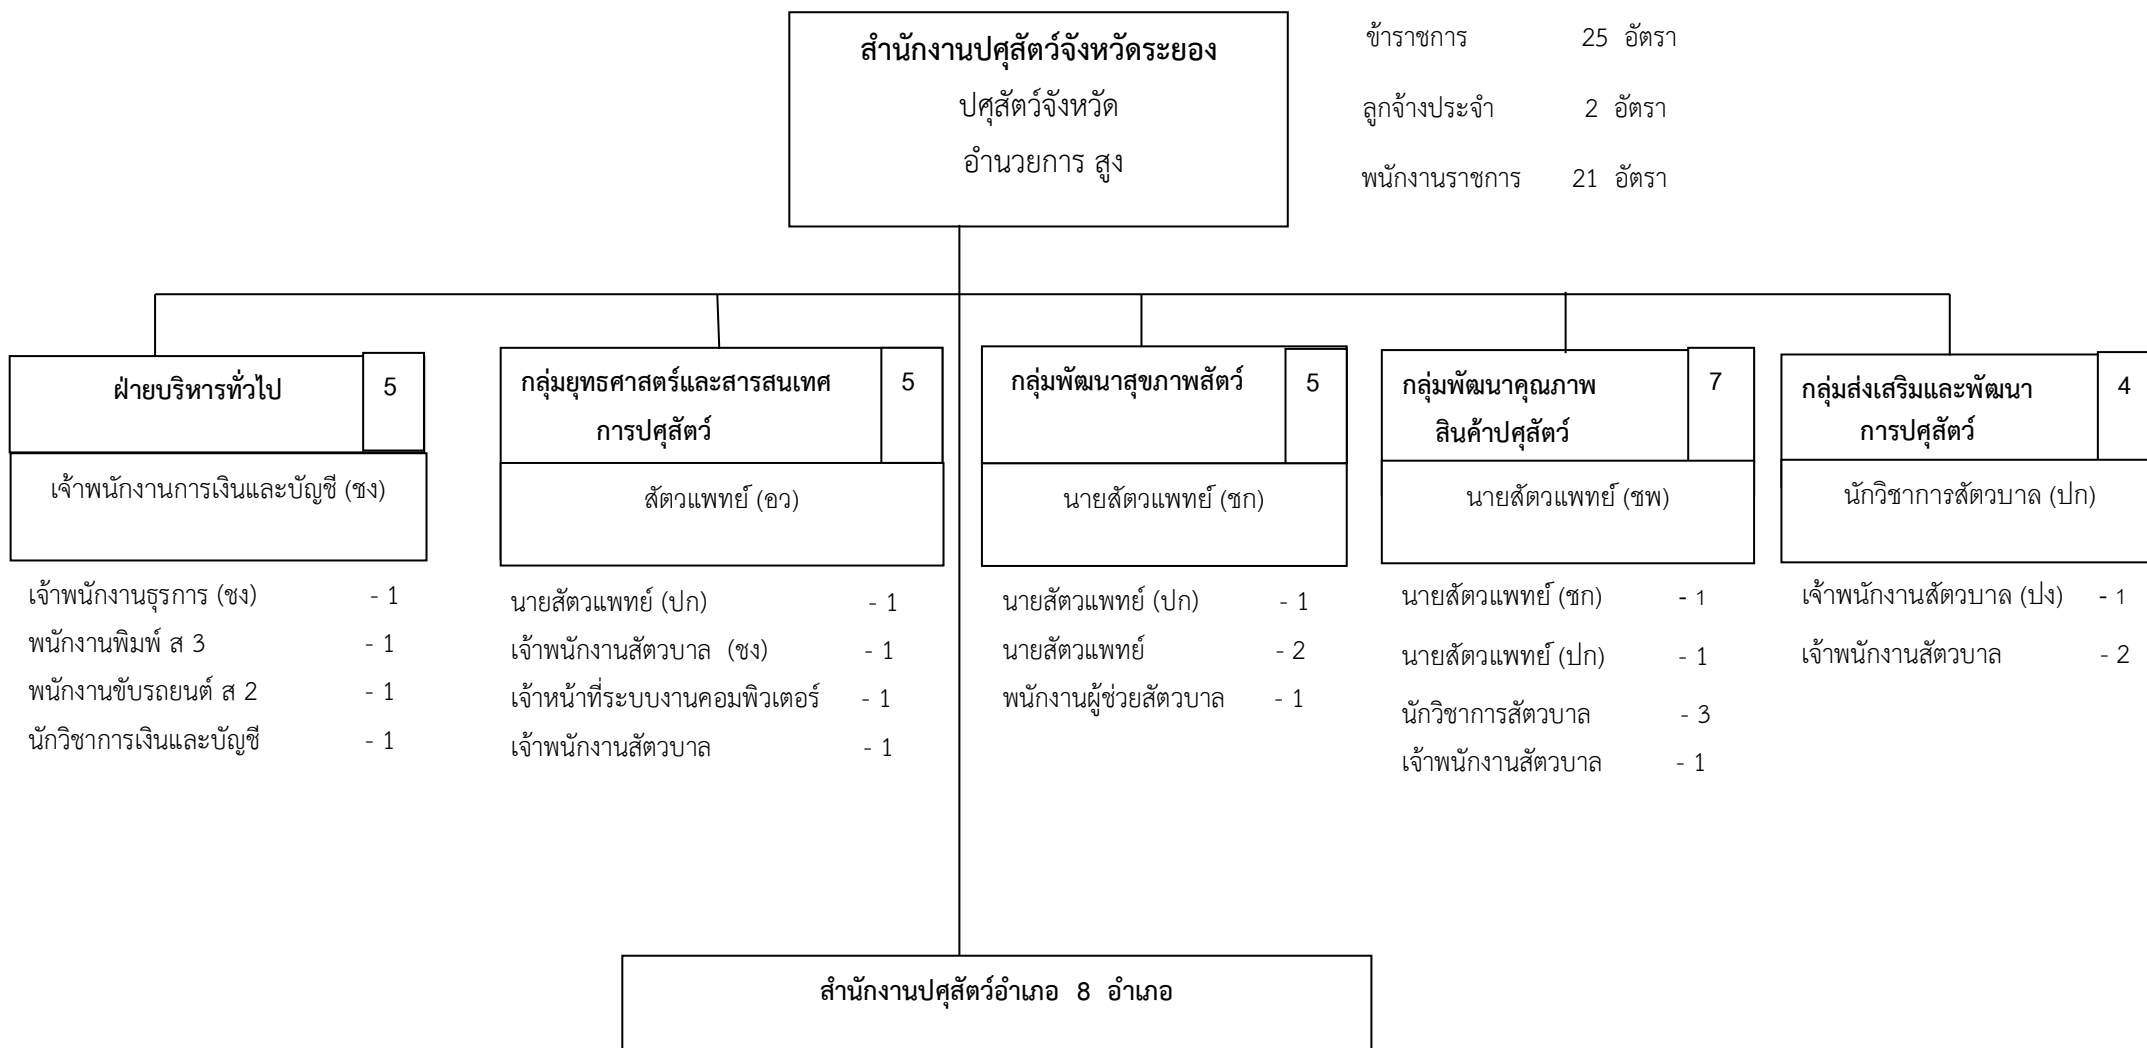 สำนักงานปศุสัตว์จังหวัดระยอง
ปศุสัตว์จังหวัด
อำนวยการ สูง
ข้าราชการ 25 อัตรา
ลูกจ้างประจำ 2 อัตรา
พนักงานราชการ 21 อัตรา
ฝ่ายบริหารทั่วไป 5
เจ้าพนักงานการเงินและบัญชี (ชง)
เจ้าพนักงานธุรการ (ชง) - 1
พนักงานพิมพ์ ส 3 - 1
พนักงานขับรถยนต์ ส 2 - 1
นักวิชาการเงินและบัญชี - 1
กลุ่มยุทธศาสตร์และสารสนเทศ 5
การปศุสัตว์
สัตวแพทย์ (อว)
นายสัตวแพทย์ (ปก) - 1
เจ้าพนักงานสัตวบาล (ชง) - 1
เจ้าหน้าที่ระบบงานคอมพิวเตอร์ - 1
เจ้าพนักงานสัตวบาล - 1
กลุ่มพัฒนาสุขภาพสัตว์ 5
นายสัตวแพทย์ (ชก)
นายสัตวแพทย์ (ปก) - 1
นายสัตวแพทย์ - 2
พนักงานผู้ช่วยสัตวบาล - 1
กลุ่มพัฒนาคุณภาพ 7
สินค้าปศุสัตว์
นายสัตวแพทย์ (ชพ)
นายสัตวแพทย์ (ชก) - 1
นายสัตวแพทย์ (ปก) - 1
นักวิชาการสัตวบาล - 3
เจ้าพนักงานสัตวบาล - 1
กลุ่มส่งเสริมและพัฒนา 4
การปศุสัตว์
นักวิชาการสัตวบาล (ปก)
เจ้าพนักงานสัตวบาล (ปง) - 1
เจ้าพนักงานสัตวบาล - 2
สำนักงานปศุสัตว์อำเภอ 8 อำเภอ